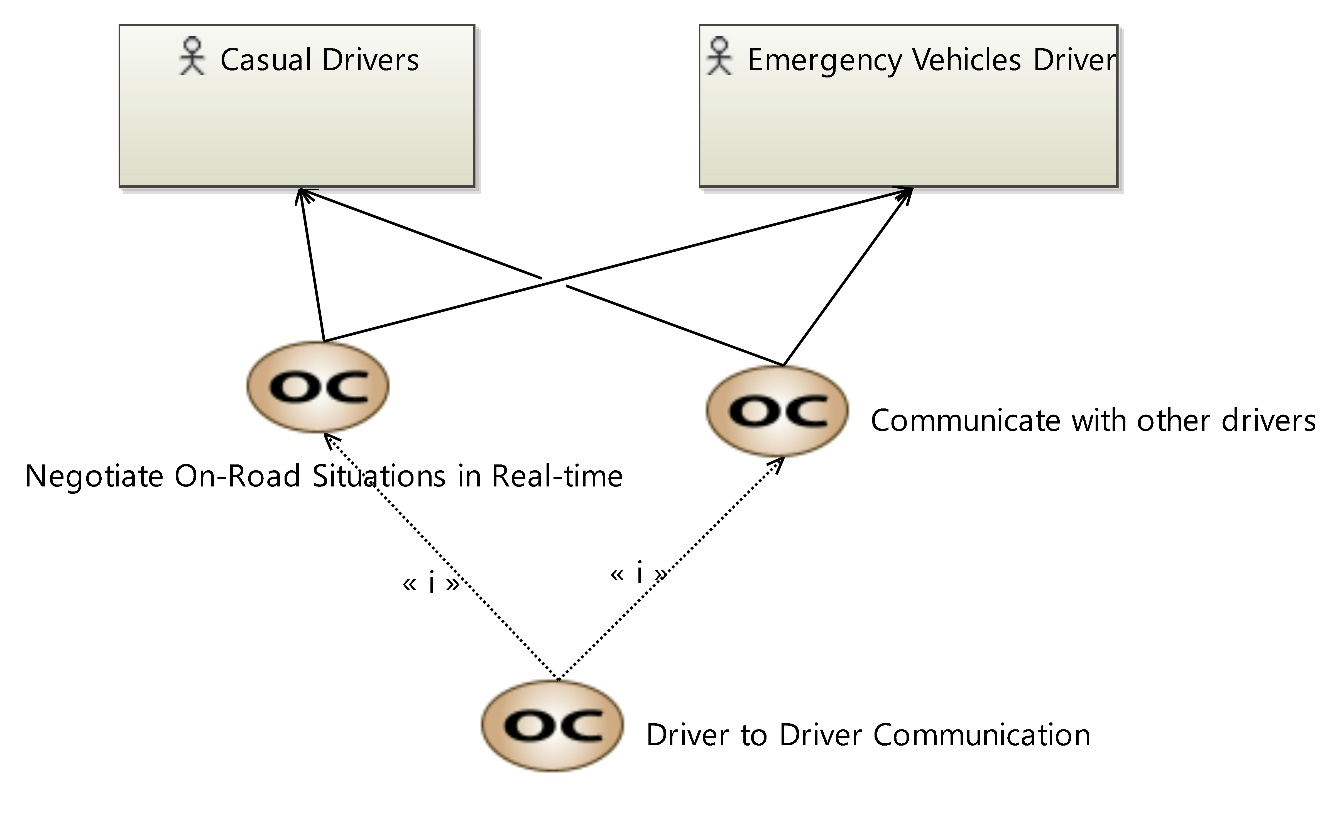 Casual Drivers
Emergency Vehicles Driver
OC
OC
Communicate with other drivers
Negotiate On-Road Situations in Real-time
« i »
« i »
OC
Driver to Driver Communication